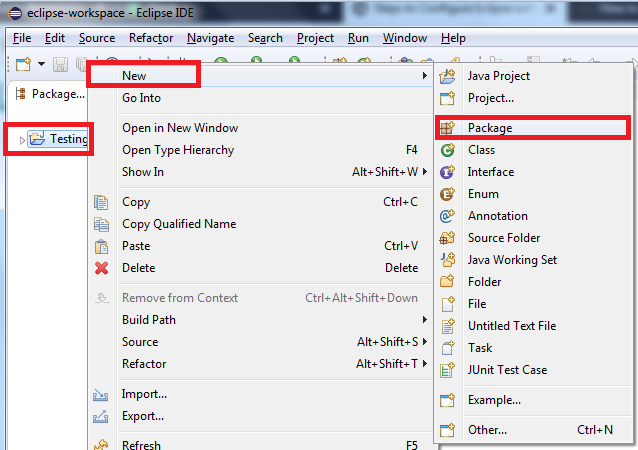 eclipse-workspace - Eclipse IDE
File Edit Source Refactor Navigate Search Project Run Window Help
Package...
Testing
New
Go Into
Open in New Window
Open Type Hierarchy F4
Show In Alt+Shift+W
Copy Ctrl+C
Copy Qualified Name
Paste Ctrl+V
Delete Delete
Remove from Context Ctrl+Alt+Shift+Down
Build Path
Source Alt+Shift+S
Refactor Alt+Shift+T
Import...
Export...
Refresh F5
Java Project
Project...
Package
Class
Interface
Enum
Annotation
Source Folder
Java Working Set
Folder
File
Untitled Text File
Task
JUnit Test Case
Example...
Other... Ctrl+N